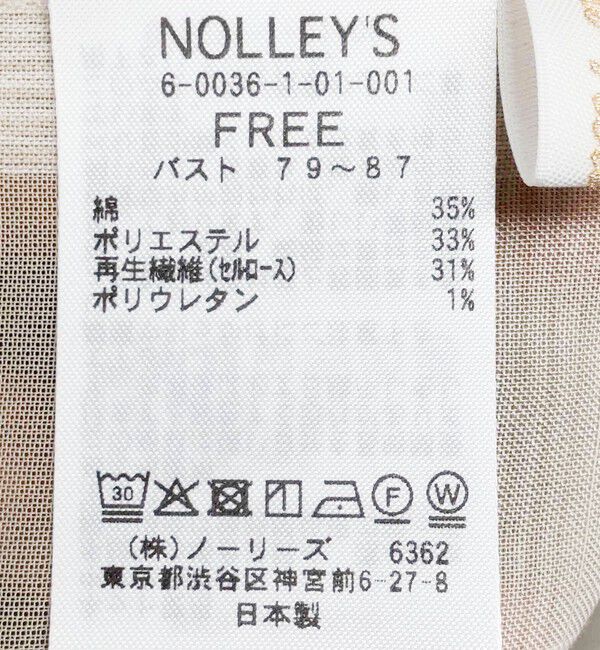 NOLLEY'S
6-0036-1-01-001
FREE
バスト 79～87
綿 35%
ポリエステル 33%
再生繊維(ｾﾙﾛｰｽ) 31%
ポリウレタン 1%
30 F W
(株)ノーリーズ 6362
東京都渋谷区神宮前6-27-8
日本製